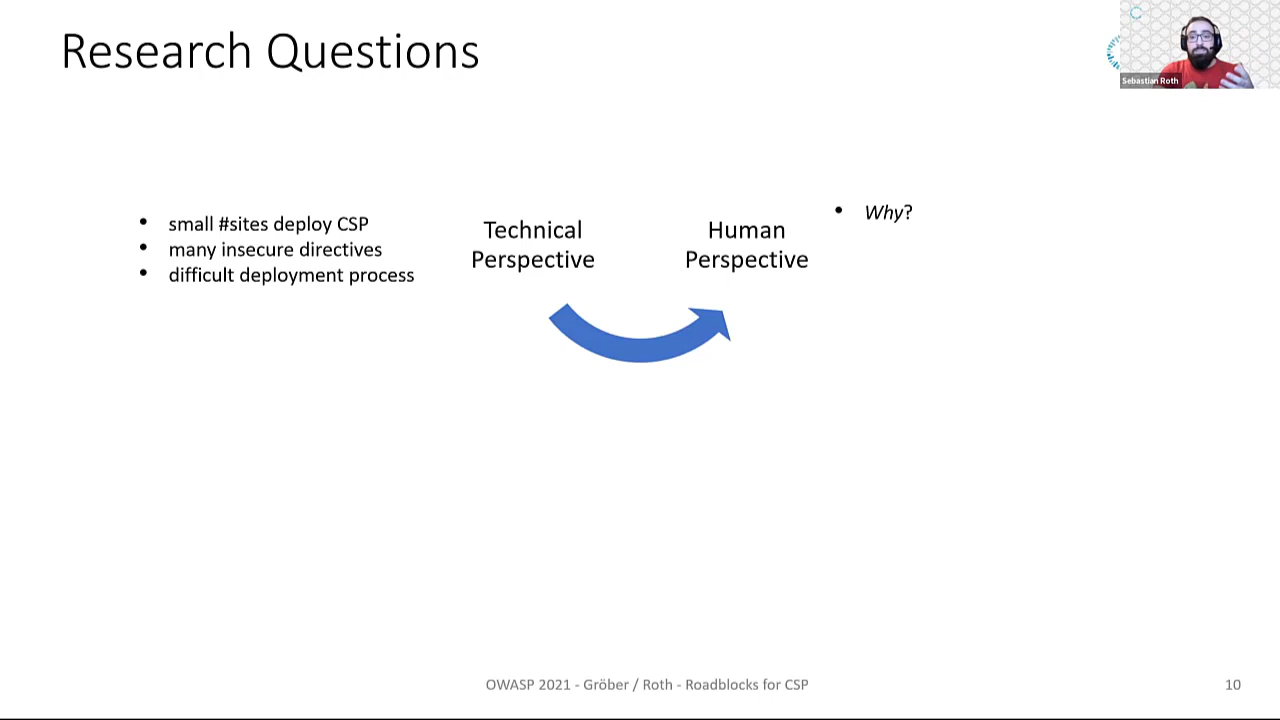 Research Questions
Sebastian Roth
• small #sites deploy CSP
• many insecure directives
• difficult deployment process
Technical
Perspective
Human
Perspective
• Why?
OWASP 2021 - Gröber / Roth - Roadblocks for CSP
10